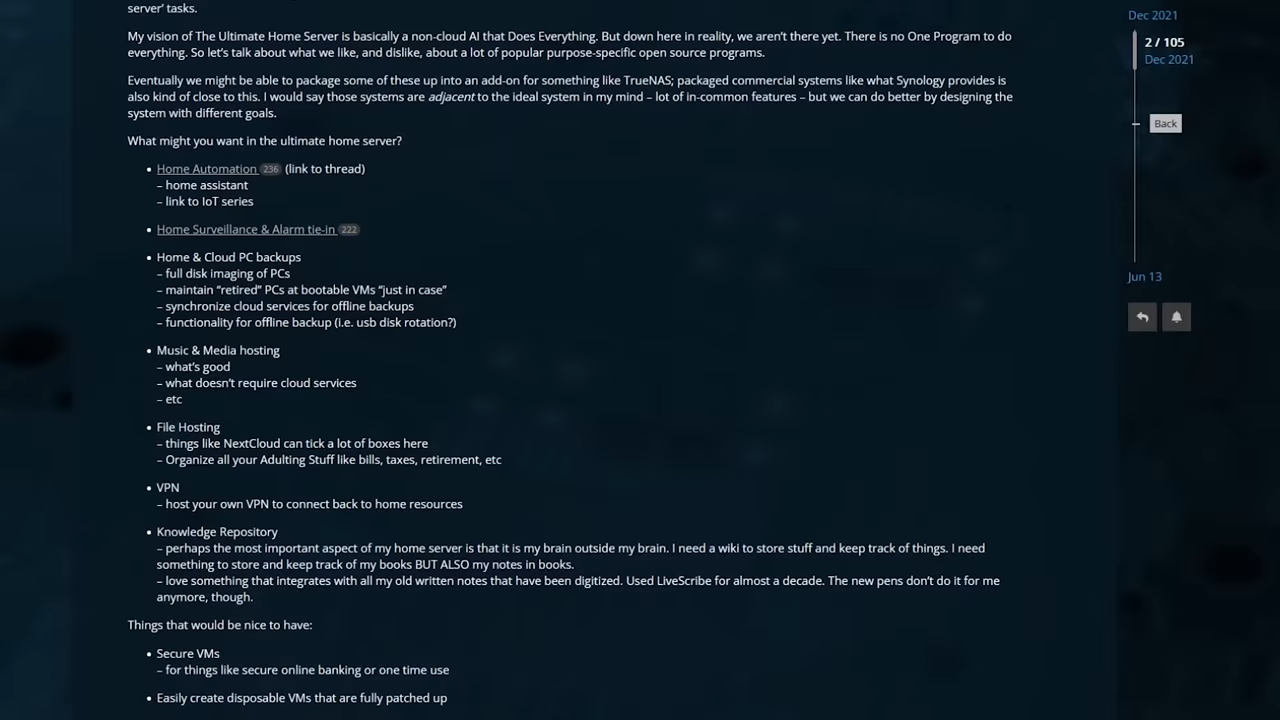 server' tasks.
My vision of The Ultimate Home Server is basically a non-cloud AI that Does Everything. But down here in reality, we aren't there yet. There is no One Program to do
everything. So let's talk about what we like, and dislike, about a lot of popular purpose-specific open source programs.
Eventually we might be able to package some of these up into an add-on for something like TrueNAS; packaged commercial systems like what Synology provides is
also kind of close to this. I would say those systems are adjacent to the ideal system in my mind – lot of in-common features – but we can do better by designing the
system with different goals.
What might you want in the ultimate home server?
• Home Automation 236 (link to thread)
– home assistant
– link to IoT series
• Home Surveillance & Alarm tie-in 222
• Home & Cloud PC backups
– full disk imaging of PCs
– maintain “retired” PCs at bootable VMs “just in case”
– synchronize cloud services for offline backups
– functionality for offline backup (i.e. usb disk rotation?)
• Music & Media hosting
– what's good
– what doesn't require cloud services
– etc
• File Hosting
– things like NextCloud can tick a lot of boxes here
– Organize all your Adulting Stuff like bills, taxes, retirement, etc
• VPN
– host your own VPN to connect back to home resources
• Knowledge Repository
– perhaps the most important aspect of my home server is that it is my brain outside my brain. I need a wiki to store stuff and keep track of things. I need
something to store and keep track of my books BUT ALSO my notes in books.
– love something that integrates with all my old written notes that have been digitized. Used LiveScribe for almost a decade. The new pens don't do it for me
anymore, though.
Things that would be nice to have:
• Secure VMs
– for things like secure online banking or one time use
• Easily create disposable VMs that are fully patched up
Dec 2021
2 / 105
Dec 2021
Back
Jun 13